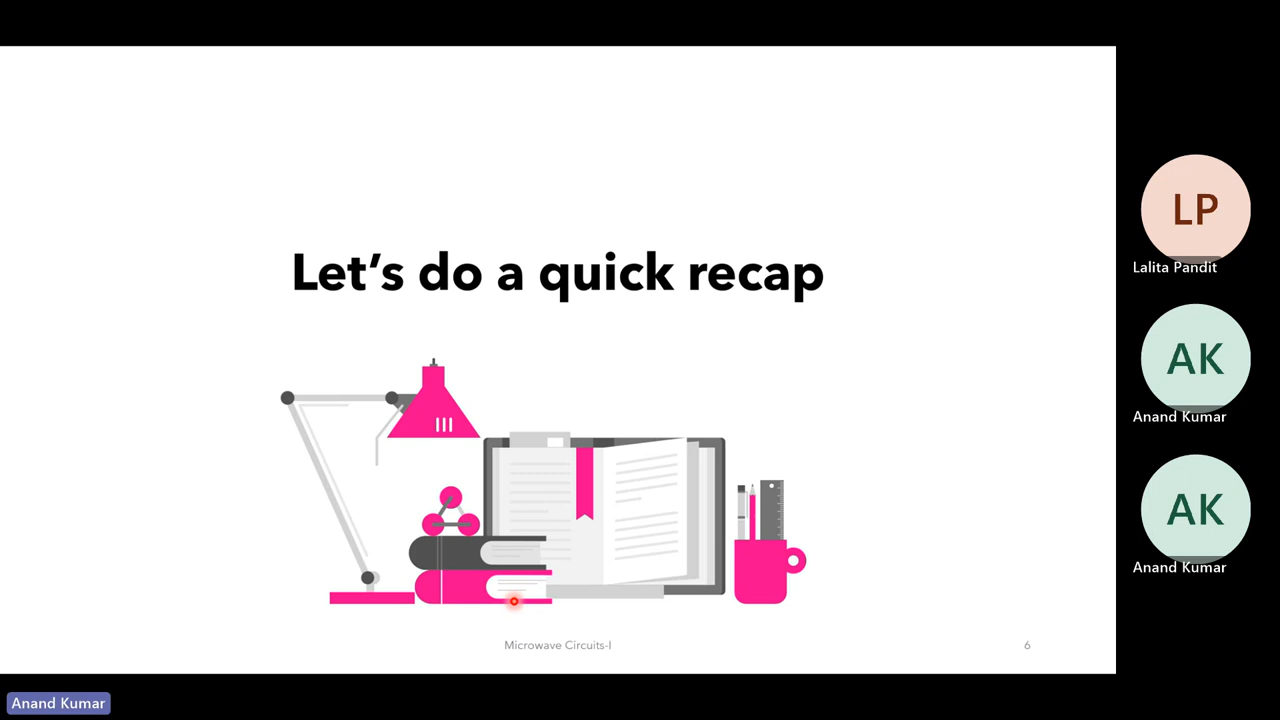 Let's do a quick recap
Microwave Circuits-I
6
LP
Lalita Pandit
AK
Anand Kumar
AK
Anand Kumar
Anand Kumar